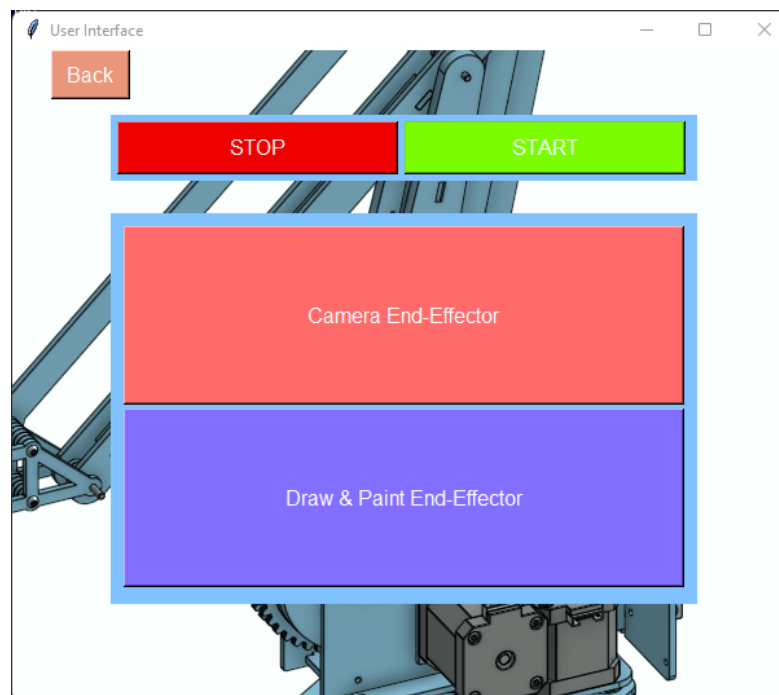 User Interface
Back
STOP
START
Camera End-Effector
Draw & Paint End-Effector